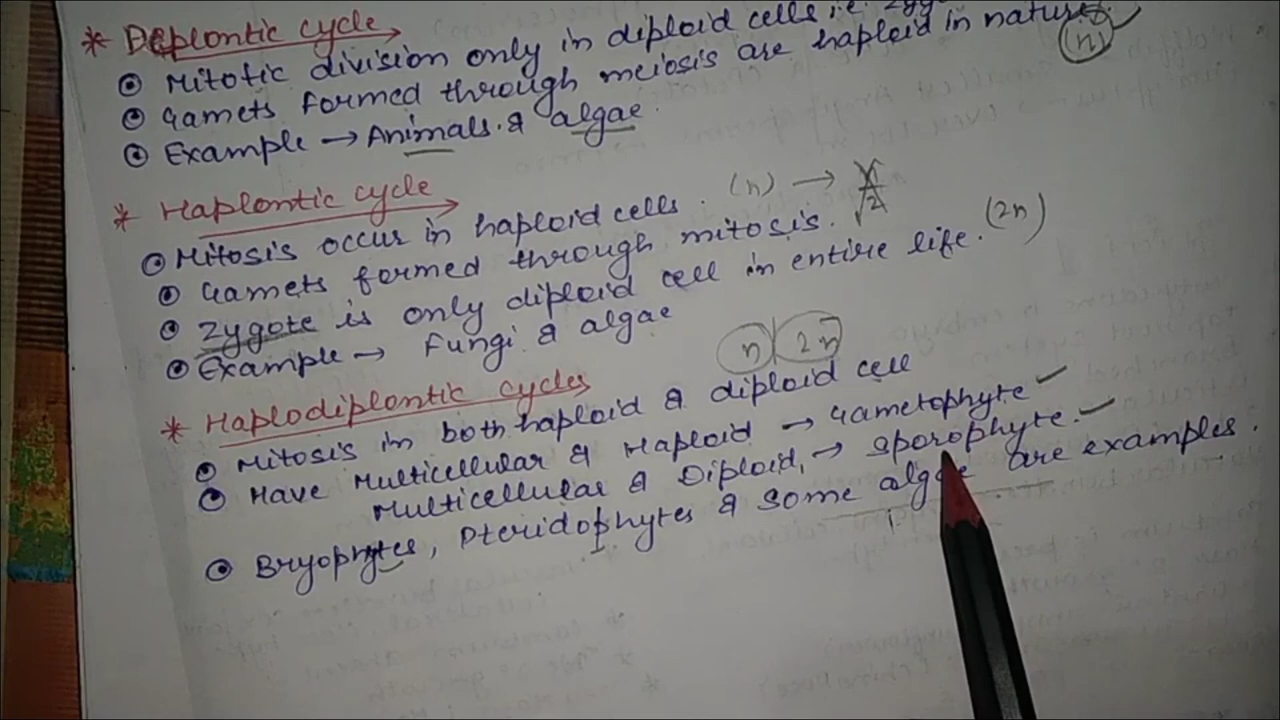 * Diplontic cycle
Mitotic division only in diploid cells i.e.
Gamets formed through meiosis are haploid in nature. (n)
Example → Animals & algae.
* Haplontic cycle
Mitosis occur in haploid cells. (n) →
Gamets formed through mitosis.
Zygote is only diploid cell in entire life. (2n)
Example → Fungi & algae
n 2n
* Haplodiplontic cycles
Mitosis in both haploid & diploid cell
Have Multicellular & Haploid → Gametophyte
Multicellular & Diploid, → Sporophyte.
Bryophytes, Pteridophytes & some algae are examples.